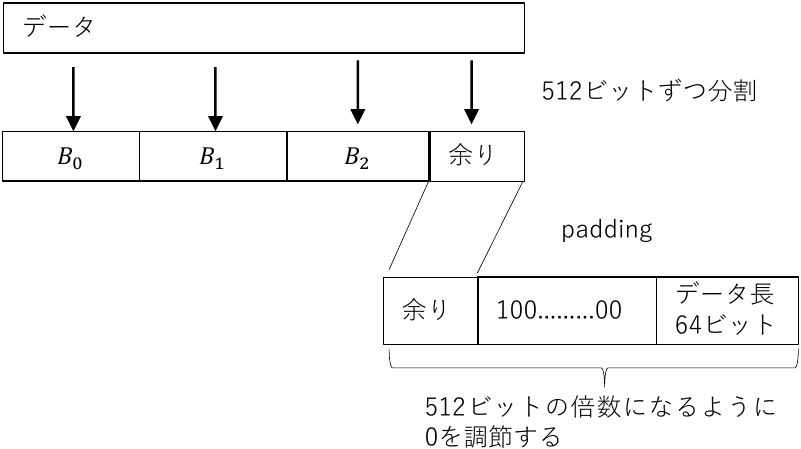 データ
512ビットずつ分割
B0
B1
B2
余り
padding
余り
100………00
データ長
64ビット
512ビットの倍数になるように
0を調節する